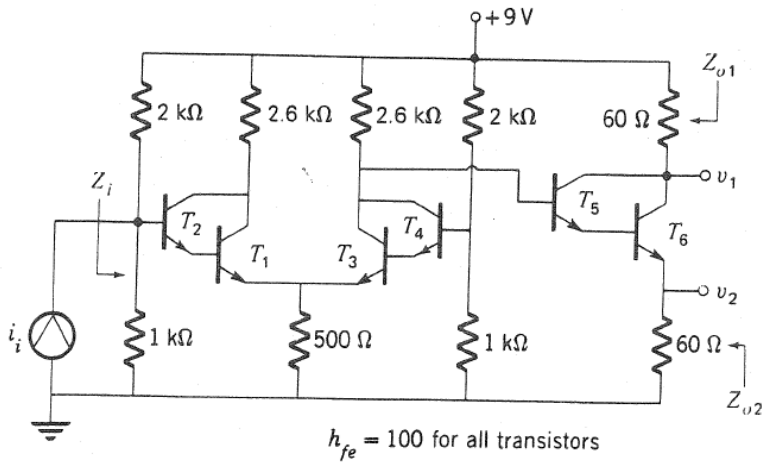 +9 V
Z_o1
2 kΩ
2.6 kΩ
2.6 kΩ
2 kΩ
60 Ω
Z_i
v_1
T_2
T_5
T_4
T_6
T_1
T_3
v_2
i_i
1 kΩ
500 Ω
1 kΩ
60 Ω
Z_o2
h_fe = 100 for all transistors